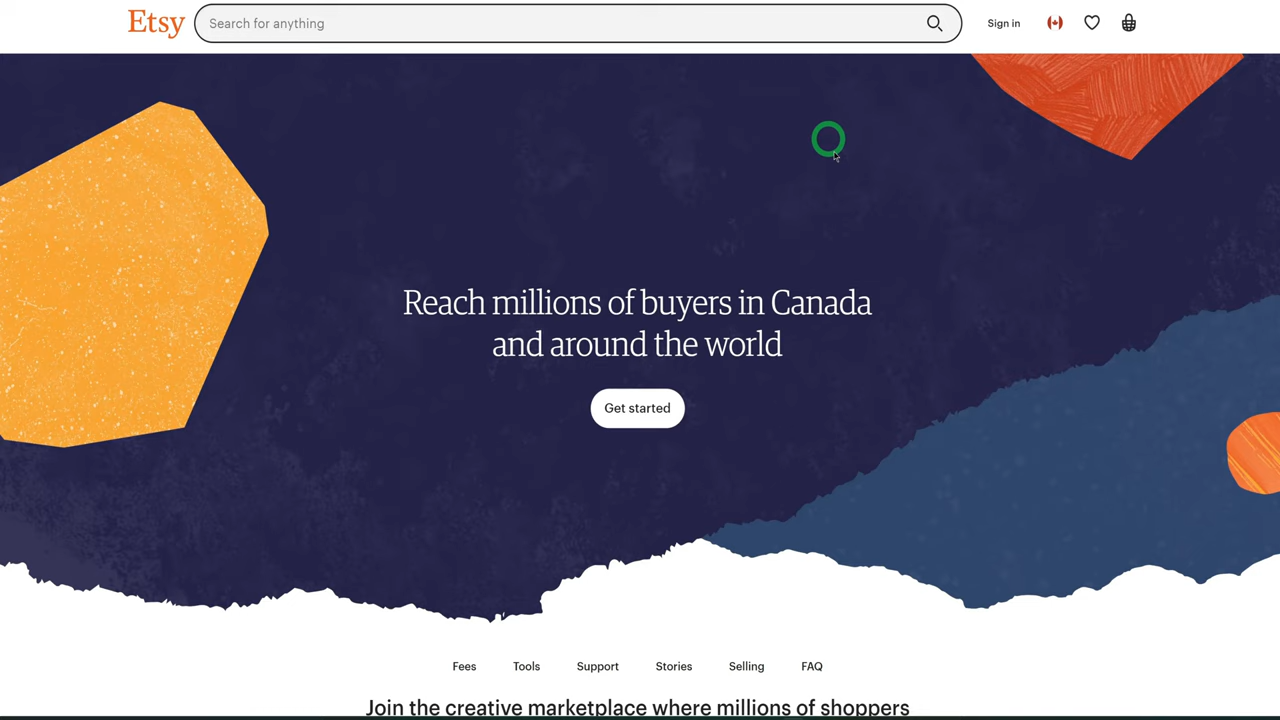 Etsy
Search for anything
Sign in
Reach millions of buyers in Canada
and around the world
Get started
Fees Tools Support Stories Selling FAQ
Join the creative marketplace where millions of shoppers